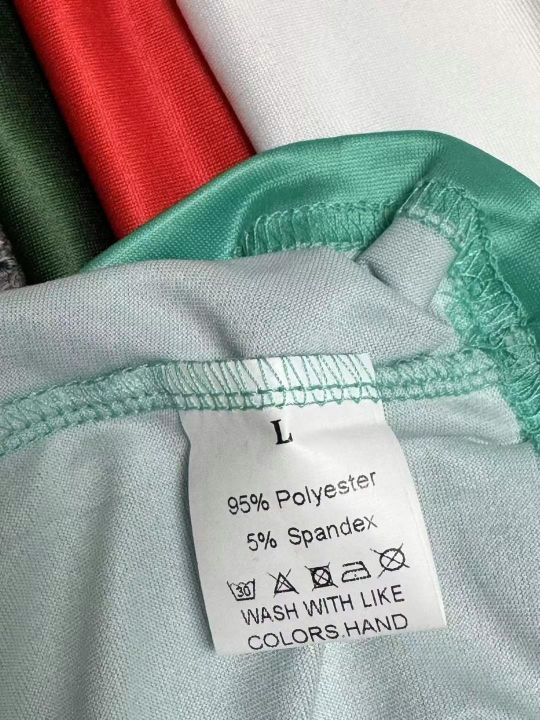 L
95% Polyester
5% Spandex
30
WASH WITH LIKE
COLORS.HAND